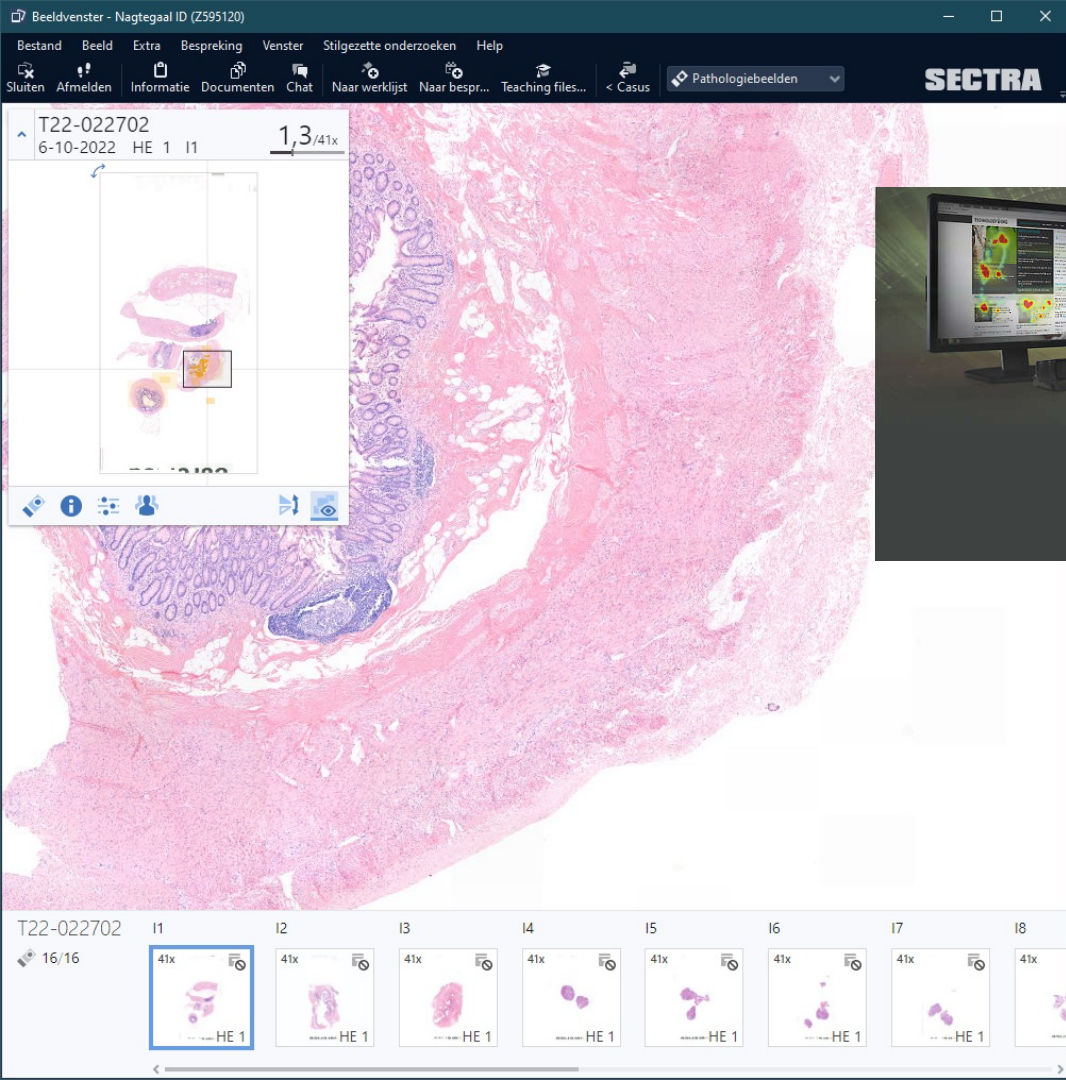 Beeldvenster - Nagtegaal ID (Z595120)
Bestand Beeld Extra Bespreking Venster Stilgezette onderzoeken Help
Sluiten Afmelden Informatie Documenten Chat Naar werklijst Naar bespr... Teaching files... < Casus Pathologiebeelden SECTRA
T22-022702
6-10-2022 HE 1 I1
1,3/41x
T22-022702 I1 I2 I3 I4 I5 I6 I7 I8
16/16
41x 41x 41x 41x 41x 41x 41x 41x
HE 1 HE 1 HE 1 HE 1 HE 1 HE 1 HE 1